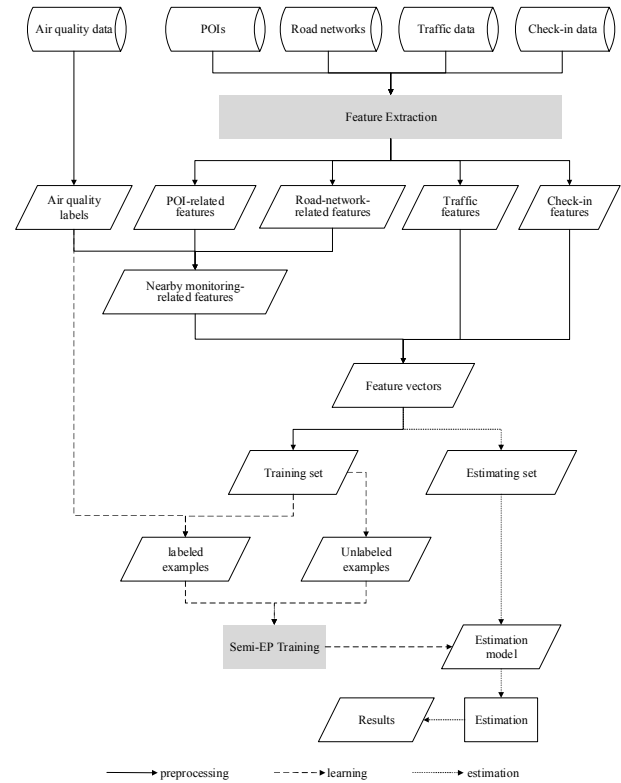 Air quality data
POIs
Road networks
Traffic data
Check-in data
Feature Extraction
Air quality
labels
POI-related
features
Road-network-
related features
Traffic
features
Check-in
features
Nearby monitoring-
related features
Feature vectors
Training set
Estimating set
labeled
examples
Unlabeled
examples
Semi-EP Training
Estimation
model
Results
Estimation
preprocessing
learning
estimation